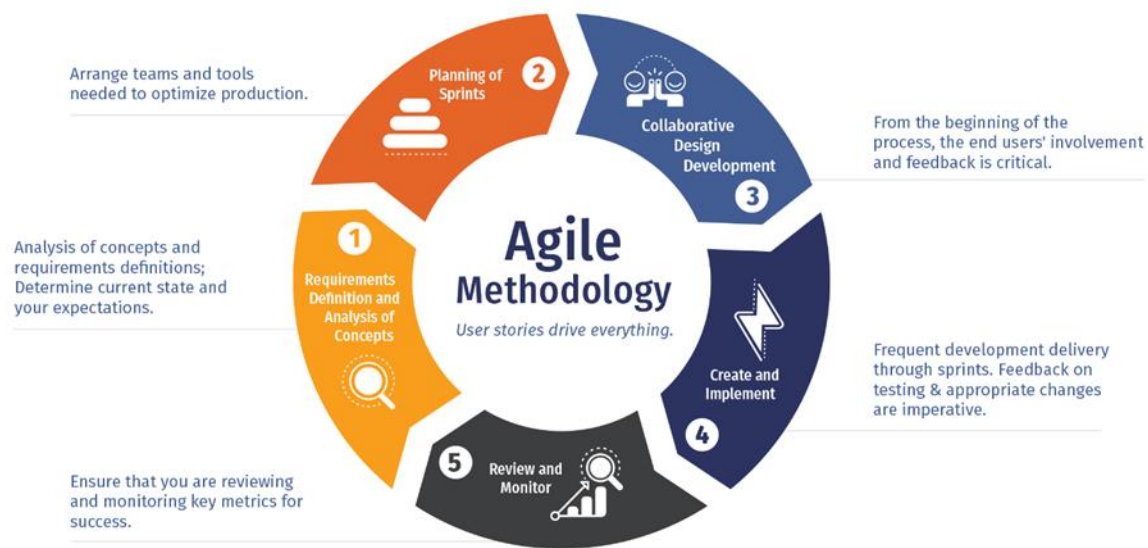 Agile
Methodology
User stories drive everything.
1
Requirements
Definition and
Analysis of
Concepts
Analysis of concepts and
requirements definitions;
Determine current state and
your expectations.
2
Planning of
Sprints
Arrange teams and tools
needed to optimize production.
Collaborative
Design
Development
3
From the beginning of the
process, the end users' involvement
and feedback is critical.
Create and
Implement
4
Frequent development delivery
through sprints. Feedback on
testing & appropriate changes
are imperative.
5
Review and
Monitor
Ensure that you are reviewing
and monitoring key metrics for
success.